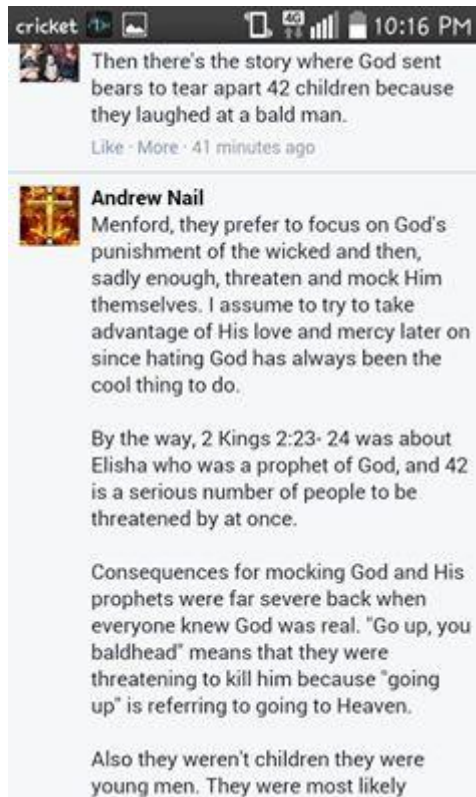 cricket 4G 10:16 PM
Then there's the story where God sent
bears to tear apart 42 children because
they laughed at a bald man.
Like · More · 41 minutes ago
Andrew Nail
Menford, they prefer to focus on God's
punishment of the wicked and then,
sadly enough, threaten and mock Him
themselves. I assume to try to take
advantage of His love and mercy later on
since hating God has always been the
cool thing to do.
By the way, 2 Kings 2:23- 24 was about
Elisha who was a prophet of God, and 42
is a serious number of people to be
threatened by at once.
Consequences for mocking God and His
prophets were far severe back when
everyone knew God was real. "Go up, you
baldhead" means that they were
threatening to kill him because "going
up" is referring to going to Heaven.
Also they weren't children they were
young men. They were most likely